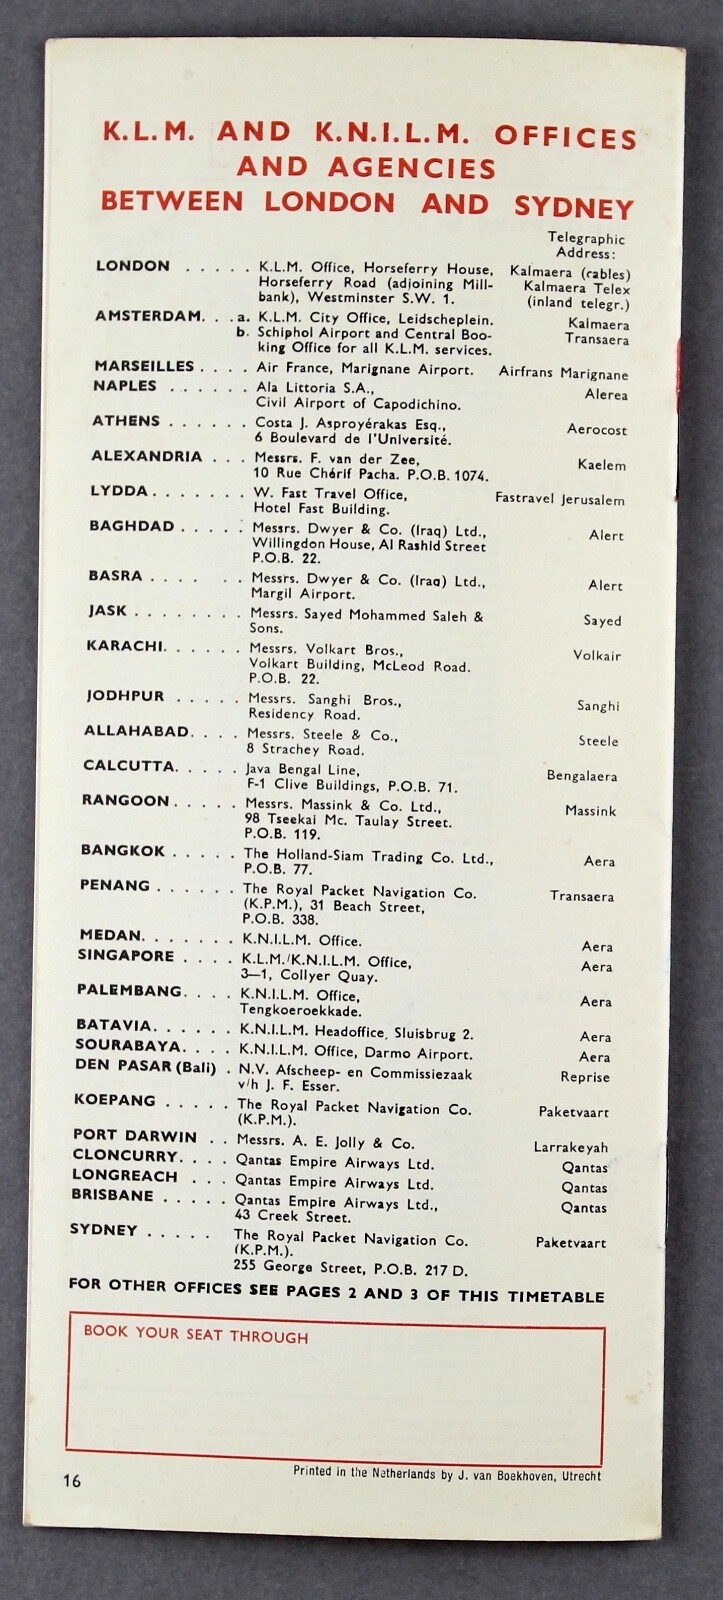 K.L.M. AND K.N.I.L.M. OFFICES
AND AGENCIES
BETWEEN LONDON AND SYDNEY
Telegraphic
Address:
LONDON . . . . . K.L.M. Office, Horseferry House, Kalmaera (cables)
Horseferry Road (adjoining Mill- Kalmaera Telex
bank), Westminster S.W. 1. (inland telegr.)
AMSTERDAM. . . a. K.L.M. City Office, Leidscheplein. Kalmaera
b. Schiphol Airport and Central Boo- Transaera
king Office for all K.L.M. services.
MARSEILLES . . . . Air France, Marignane Airport. Airfrans Marignane
NAPLES . . . . . . Ala Littoria S.A., Alerea
Civil Airport of Capodichino.
ATHENS . . . . . . Costa J. Asproyérakas Esq., Aerocost
6 Boulevard de l'Université.
ALEXANDRIA . . . Messrs. F. van der Zee, Kaelem
10 Rue Chérif Pacha. P.O.B. 1074.
LYDDA . . . . . . . W. Fast Travel Office, Fastravel Jerusalem
Hotel Fast Building.
BAGHDAD . . . . . Messrs. Dwyer & Co. (Iraq) Ltd., Alert
Willingdon House, Al Rashid Street
P.O.B. 22.
BASRA . . . . . . Messrs. Dwyer & Co. (Iraq) Ltd., Alert
Margil Airport.
JASK . . . . . . . . Messrs. Sayed Mohammed Saleh & Sayed
Sons.
KARACHI. . . . . . Messrs. Volkart Bros., Volkair
Volkart Building, McLeod Road.
P.O.B. 22.
JODHPUR . . . . . Messrs. Sanghi Bros., Sanghi
Residency Road.
ALLAHABAD. . . . Messrs. Steele & Co., Steele
8 Strachey Road.
CALCUTTA. . . . . Java Bengal Line, Bengalaera
F-1 Clive Buildings, P.O.B. 71.
RANGOON . . . . . Messrs. Massink & Co. Ltd., Massink
98 Tseekai Mc. Taulay Street.
P.O.B. 119.
BANGKOK . . . . . The Holland-Siam Trading Co. Ltd., Aera
P.O.B. 77.
PENANG . . . . . . The Royal Packet Navigation Co. Transaera
(K.P.M.), 31 Beach Street,
P.O.B. 338.
MEDAN. . . . . . . K.N.I.L.M. Office. Aera
SINGAPORE . . . . K.L.M./K.N.I.L.M. Office, Aera
3—1, Collyer Quay.
PALEMBANG. . . . K.N.I.L.M. Office, Aera
Tengkoeroekkade.
BATAVIA. . . . . . K.N.I.L.M. Headoffice, Sluisbrug 2. Aera
SOURABAYA. . . . K.N.I.L.M. Office, Darmo Airport. Aera
DEN PASAR (Bali) . N.V. Afscheep- en Commissiezaak Reprise
v/h J. F. Esser.
KOEPANG . . . . . The Royal Packet Navigation Co. Paketvaart
(K.P.M.).
PORT DARWIN . . Messrs. A. E. Jolly & Co. Larrakeyah
CLONCURRY. . . . Qantas Empire Airways Ltd. Qantas
LONGREACH . . . Qantas Empire Airways Ltd. Qantas
BRISBANE . . . . . Qantas Empire Airways Ltd., Qantas
43 Creek Street.
SYDNEY . . . . . The Royal Packet Navigation Co. Paketvaart
(K.P.M.).
255 George Street, P.O.B. 217 D.
FOR OTHER OFFICES SEE PAGES 2 AND 3 OF THIS TIMETABLE
BOOK YOUR SEAT THROUGH
Printed in the Netherlands by J. van Boekhoven, Utrecht
16